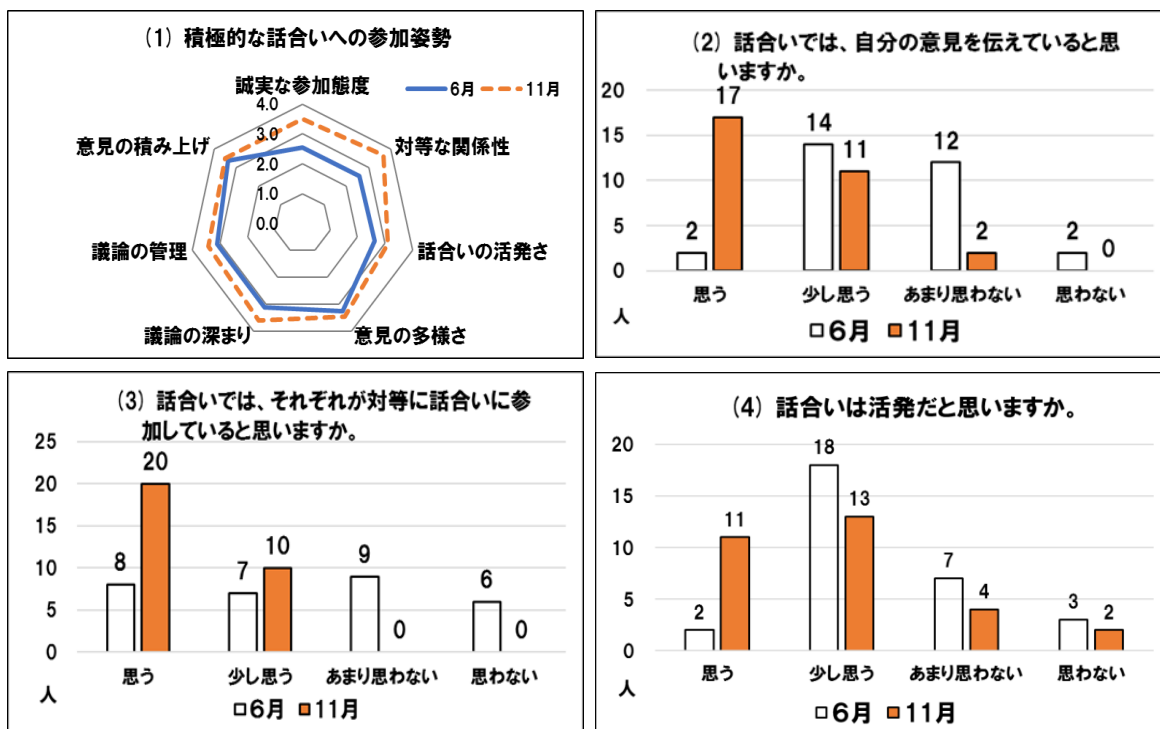 (1) 積極的な話合いへの参加姿勢
誠実な参加態度
6月 11月
4.0
意見の積み上げ
3.0
対等な関係性
2.0
1.0
0.0
議論の管理
話合いの活発さ
議論の深まり
意見の多様さ
(2) 話合いでは、自分の意見を伝えていると思
いますか。
20
17
14
15
12
11
10
5
2
2
2
0
0
思う 少し思う あまり思わない 思わない
人
6月 11月
(3) 話合いでは、それぞれが対等に話合いに参
加していると思いますか。
25
20
20
15
10
10
8
7
9
6
5
0
0
0
思う 少し思う あまり思わない 思わない
人
6月 11月
(4) 話合いは活発だと思いますか。
20
18
15
13
11
10
7
5
4
2
3
2
0
思う 少し思う あまり思わない 思わない
人
6月 11月